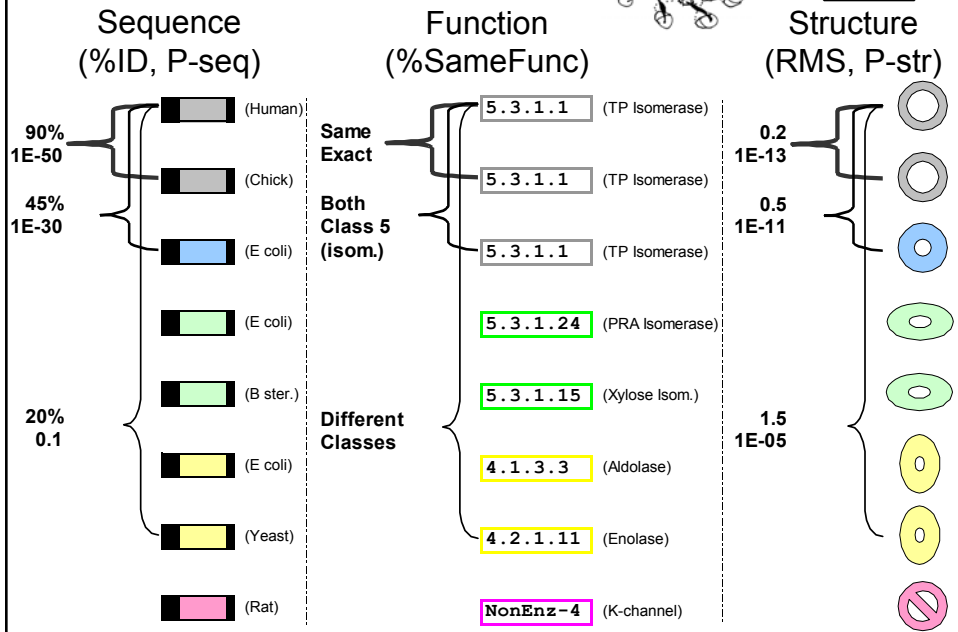 Sequence
(%ID, P-seq)
Function
(%SameFunc)
Structure
(RMS, P-str)
90%
1E-50
45%
1E-30
20%
0.1
(Human)
(Chick)
(E coli)
(E coli)
(B ster.)
(E coli)
(Yeast)
(Rat)
Same
Exact
Both
Class 5
(isom.)
Different
Classes
5.3.1.1 (TP Isomerase)
5.3.1.1 (TP Isomerase)
5.3.1.1 (TP Isomerase)
5.3.1.24 (PRA Isomerase)
5.3.1.15 (Xylose Isom.)
4.1.3.3 (Aldolase)
4.2.1.11 (Enolase)
NonEnz-4 (K-channel)
0.2
1E-13
0.5
1E-11
1.5
1E-05